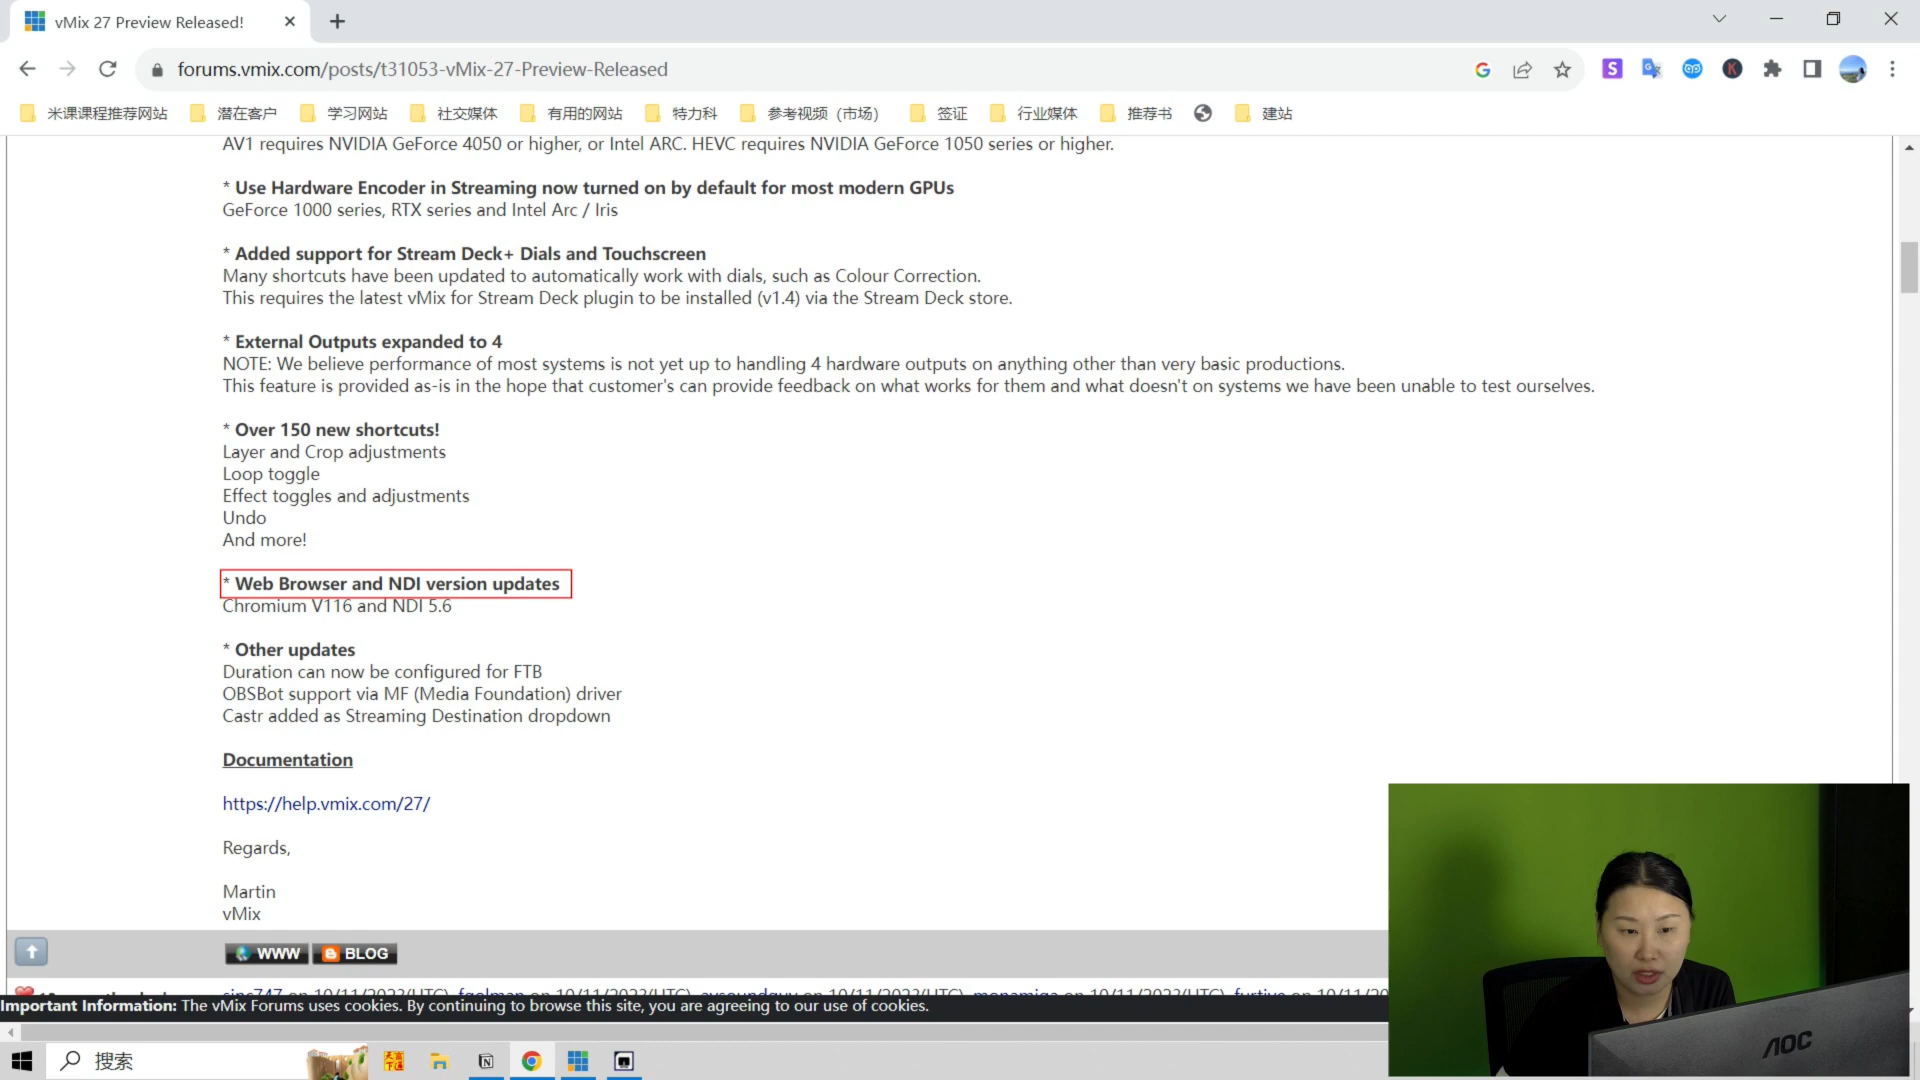 vMix 27 Preview Released!
forums.vmix.com/posts/t31053-vMix-27-Preview-Released
米课课程推荐网站 潜在客户 学习网站 社交媒体 有用的网站 特力科 参考视频（市场） 签证 行业媒体 推荐书 建站
AV1 requires NVIDIA GeForce 4050 or higher, or Intel ARC. HEVC requires NVIDIA GeForce 1050 series or higher.
* Use Hardware Encoder in Streaming now turned on by default for most modern GPUs
GeForce 1000 series, RTX series and Intel Arc / Iris
* Added support for Stream Deck+ Dials and Touchscreen
Many shortcuts have been updated to automatically work with dials, such as Colour Correction.
This requires the latest vMix for Stream Deck plugin to be installed (v1.4) via the Stream Deck store.
* External Outputs expanded to 4
NOTE: We believe performance of most systems is not yet up to handling 4 hardware outputs on anything other than very basic productions.
This feature is provided as-is in the hope that customer's can provide feedback on what works for them and what doesn't on systems we have been unable to test ourselves.
* Over 150 new shortcuts!
Layer and Crop adjustments
Loop toggle
Effect toggles and adjustments
Undo
And more!
* Web Browser and NDI version updates
Chromium V116 and NDI 5.6
* Other updates
Duration can now be configured for FTB
OBSBot support via MF (Media Foundation) driver
Castr added as Streaming Destination dropdown
Documentation
https://help.vmix.com/27/
Regards,
Martin
vMix
WWW BLOG
Important Information: The vMix Forums uses cookies. By continuing to browse this site, you are agreeing to our use of cookies.
搜索
AOC